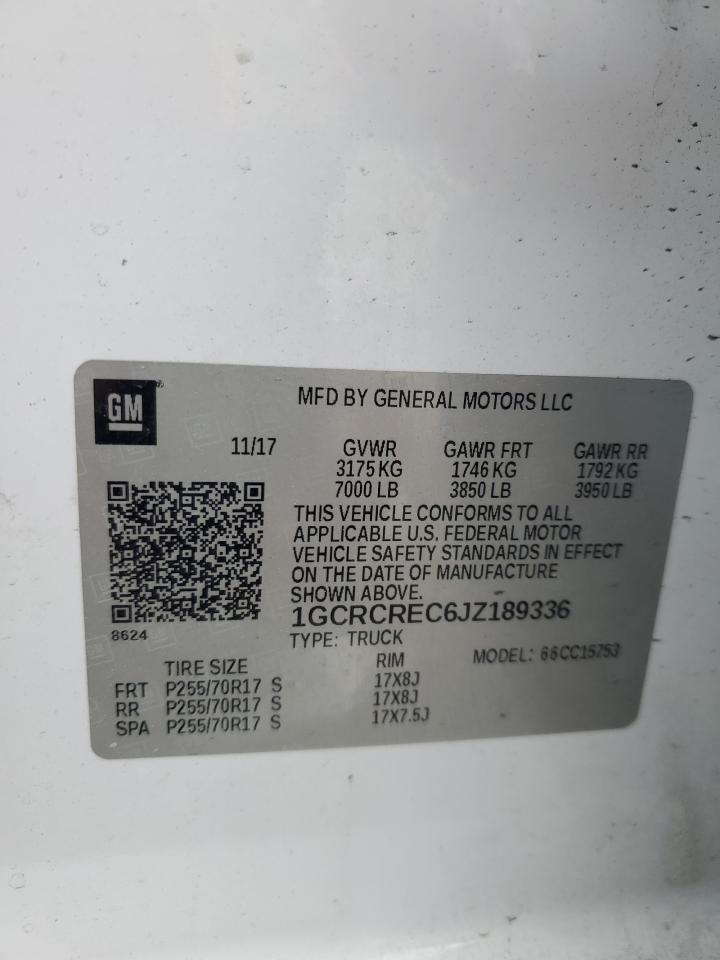 GM
MFD BY GENERAL MOTORS LLC
11/17 GVWR GAWR FRT GAWR RR
3175 KG 1746 KG 1792 KG
7000 LB 3850 LB 3950 LB
THIS VEHICLE CONFORMS TO ALL
APPLICABLE U.S. FEDERAL MOTOR
VEHICLE SAFETY STANDARDS IN EFFECT
ON THE DATE OF MANUFACTURE
SHOWN ABOVE.
1GCRCREC6JZ189336
8624
TYPE: TRUCK
MODEL: 66CC15753
TIRE SIZE RIM
FRT P255/70R17 S 17X8J
RR P255/70R17 S 17X8J
SPA P255/70R17 S 17X7.5J